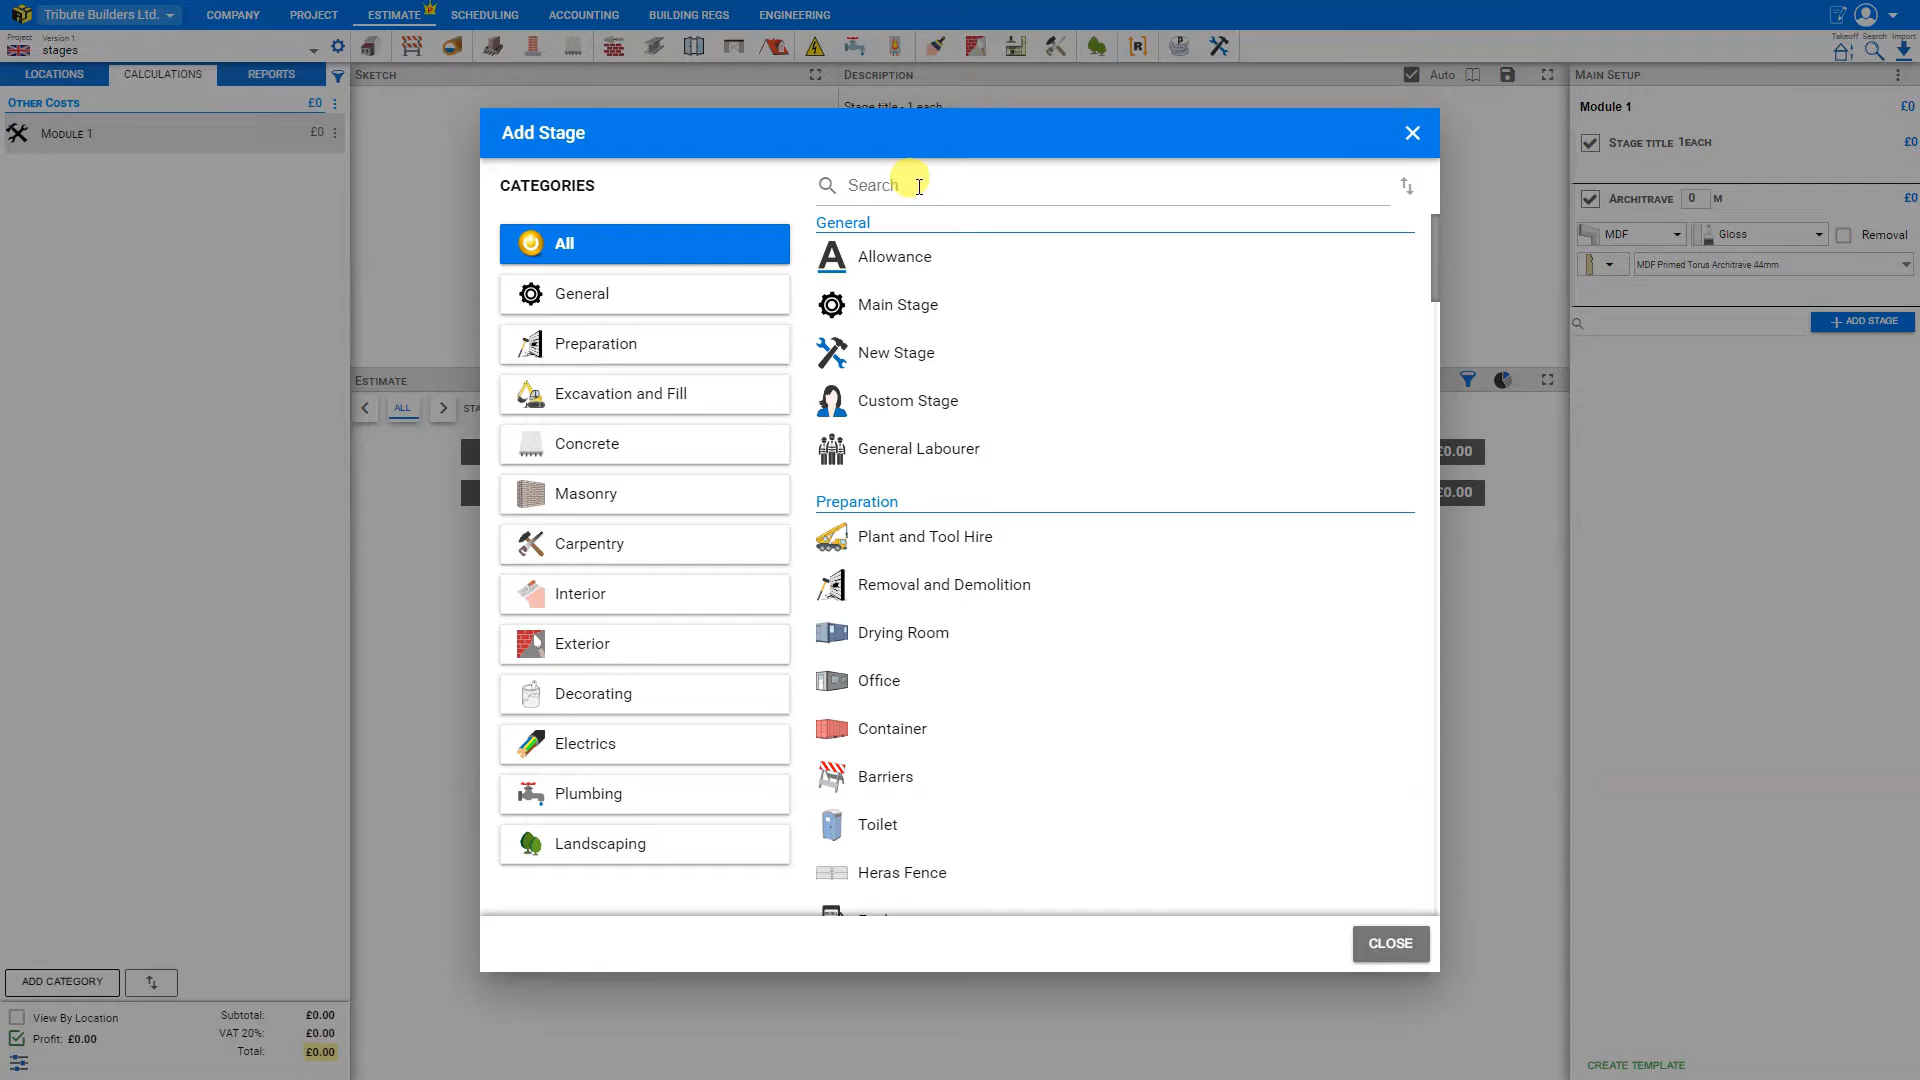 Tribute Builders Ltd.
COMPANY
PROJECT
ESTIMATE
SCHEDULING
ACCOUNTING
BUILDING REGS
ENGINEERING
Project
Version 1
stages
Takeoff Search Import
LOCATIONS
CALCULATIONS
REPORTS
SKETCH
DESCRIPTION
Auto
MAIN SETUP
OTHER COSTS £0
MODULE 1 £0
Stage title - 1 each
Module 1 £0
STAGE TITLE 1EACH £0
ARCHITRAVE 0 M £0
MDF Gloss Removal
MDF Primed Torus Architrave 44mm
ADD STAGE
Add Stage
CATEGORIES
Search
All
General
Preparation
Excavation and Fill
Concrete
Masonry
Carpentry
Interior
Exterior
Decorating
Electrics
Plumbing
Landscaping
General
Allowance
Main Stage
New Stage
Custom Stage
General Labourer
Preparation
Plant and Tool Hire
Removal and Demolition
Drying Room
Office
Container
Barriers
Toilet
Heras Fence
CLOSE
ESTIMATE
ALL
£0.00
£0.00
ADD CATEGORY
View By Location
Profit: £0.00
Subtotal: £0.00
VAT 20%: £0.00
Total: £0.00
CREATE TEMPLATE